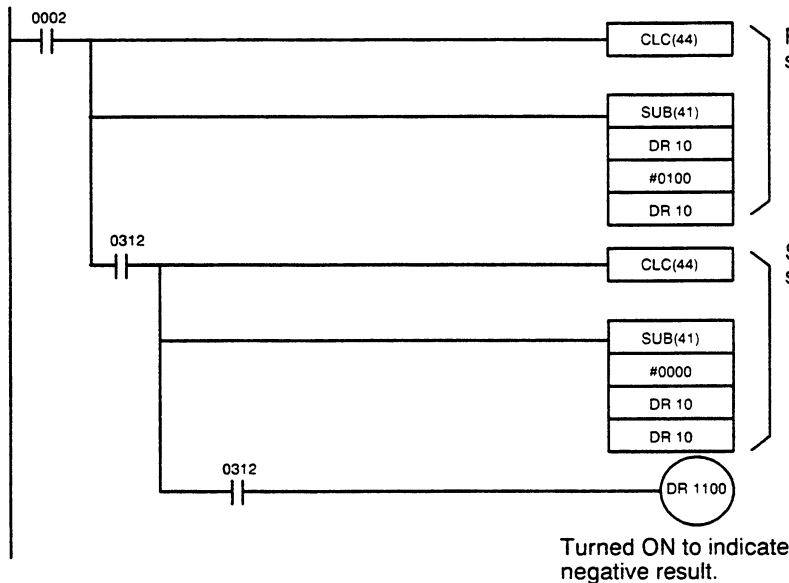 0002
CLC(44)
SUB(41)
DR 10
#0100
DR 10
0312
CLC(44)
SUB(41)
#0000
DR 10
DR 10
0312
DR 1100
Turned ON to indicate
negative result.